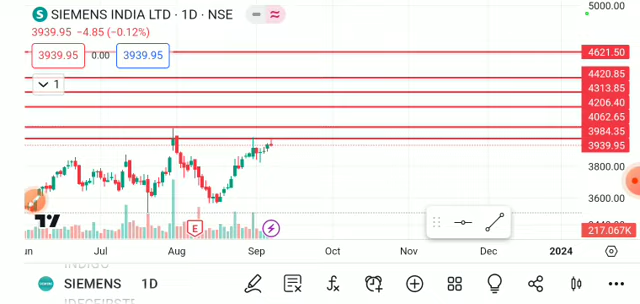 SIEMENS INDIA LTD · 1D · NSE
3939.95 −4.85 (−0.12%)
3939.95 0.00 3939.95
1
5000.00
4621.50
4420.85
4313.85
4206.40
4062.65
3984.35
3939.95
3800.00
3600.00
217.067K
E
Jul Aug Sep Oct Nov Dec 2024
SIEMENS 1D